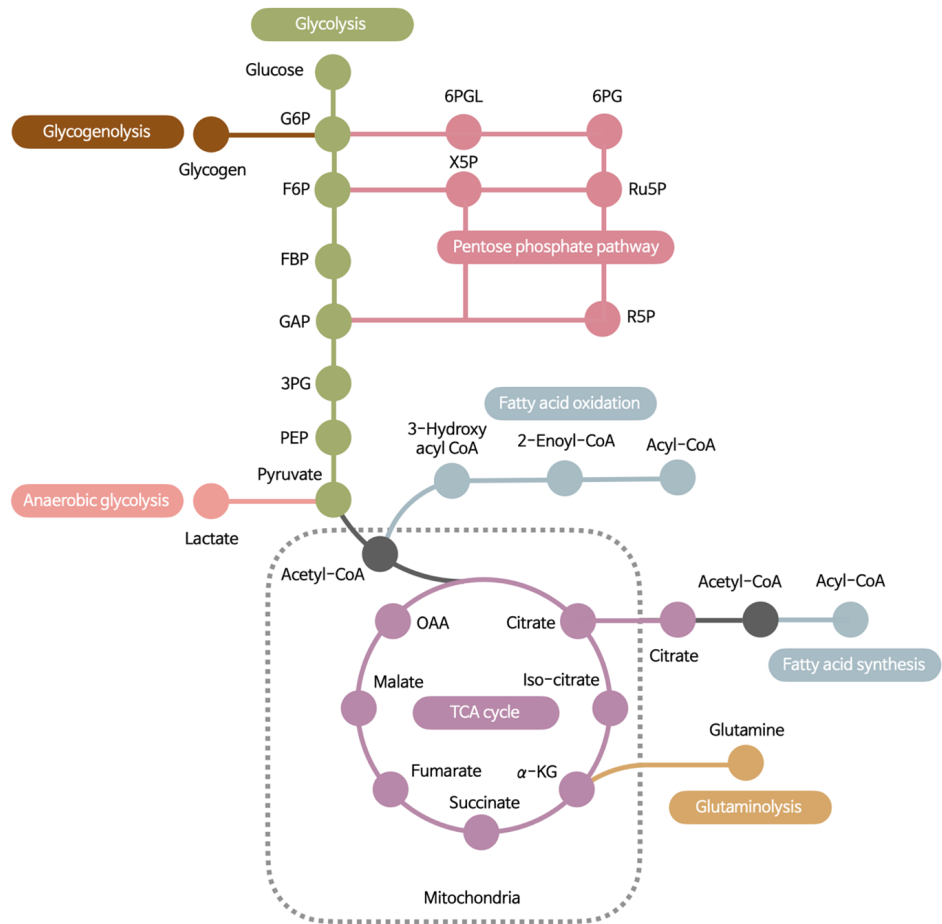 Glycolysis
Glucose
6PGL
6PG
G6P
Glycogenolysis
Glycogen
X5P
F6P
Ru5P
Pentose phosphate pathway
FBP
GAP
R5P
3PG
Fatty acid oxidation
3-Hydroxy
acyl CoA
2-Enoyl-CoA
Acyl-CoA
PEP
Pyruvate
Anaerobic glycolysis
Lactate
Acetyl-CoA
Acetyl-CoA
Acyl-CoA
OAA
Citrate
Citrate
Fatty acid synthesis
Malate
Iso-citrate
TCA cycle
Glutamine
Fumarate
α-KG
Succinate
Glutaminolysis
Mitochondria